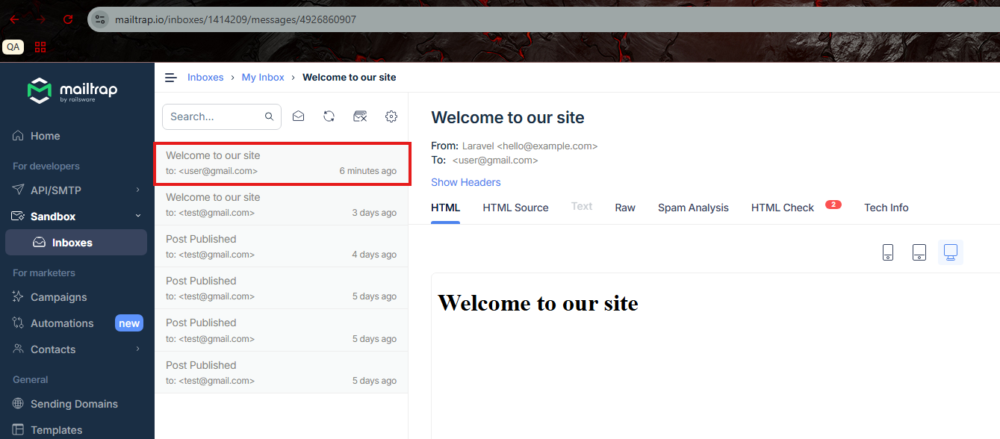 mailtrap.io/inboxes/1414209/messages/4926860907
QA
mailtrap
by railsware
Home
For developers
API/SMTP
Sandbox
Inboxes
For marketers
Campaigns
Automations new
Contacts
General
Sending Domains
Templates
Inboxes › My Inbox › Welcome to our site
Search...
Welcome to our site
to: <user@gmail.com> 6 minutes ago
Welcome to our site
to: <test@gmail.com> 3 days ago
Post Published
to: <test@gmail.com> 4 days ago
Post Published
to: <test@gmail.com> 5 days ago
Post Published
to: <test@gmail.com> 5 days ago
Post Published
to: <test@gmail.com> 5 days ago
Welcome to our site
From: Laravel <hello@example.com>
To: <user@gmail.com>
Show Headers
HTML HTML Source Text Raw Spam Analysis HTML Check 2 Tech Info
Welcome to our site